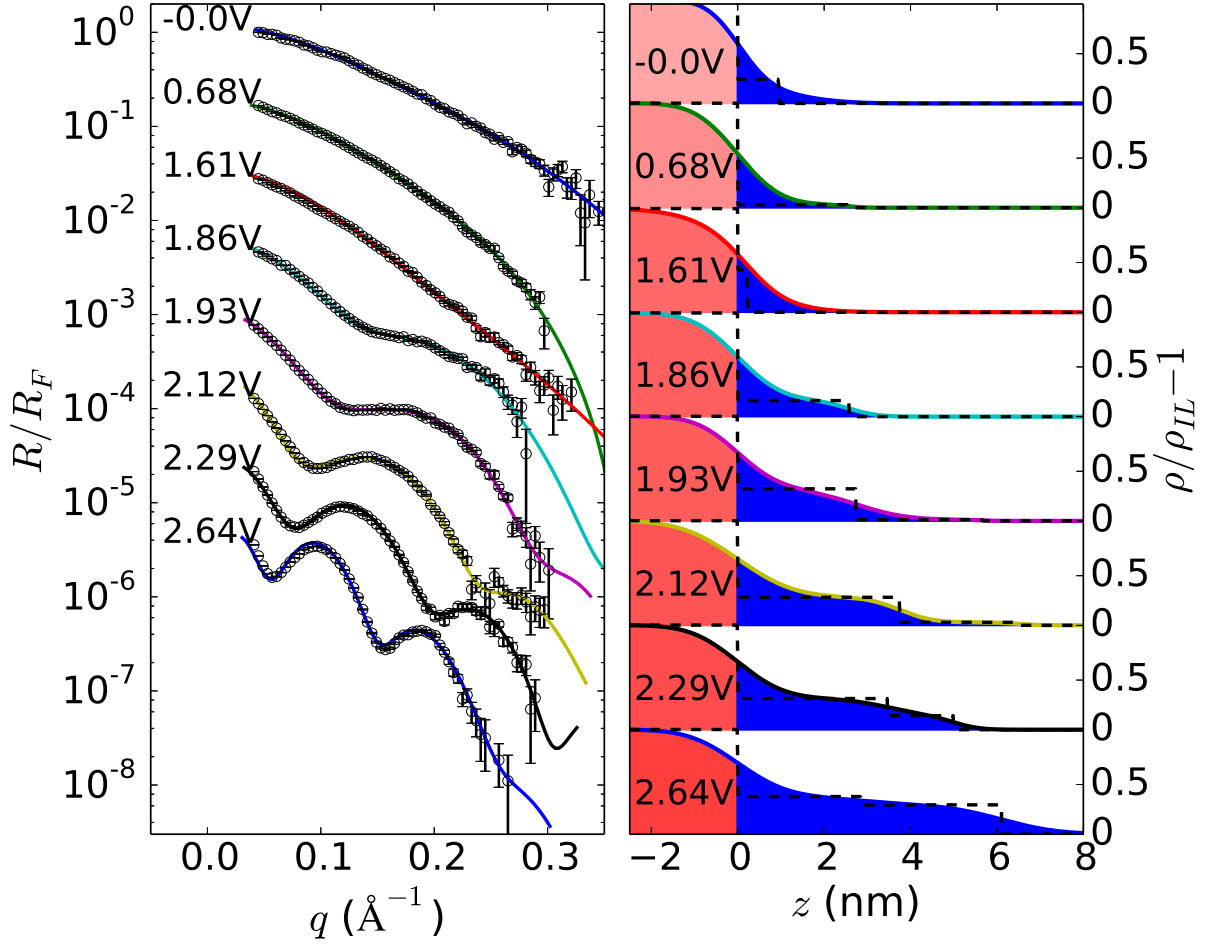 10⁰
10⁻¹
10⁻²
10⁻³
10⁻⁴
10⁻⁵
10⁻⁶
10⁻⁷
10⁻⁸
R/R_F
-0.0V
0.68V
1.61V
1.86V
1.93V
2.12V
2.29V
2.64V
0.0 0.1 0.2 0.3
q (Å⁻¹)
-0.0V
0.68V
1.61V
1.86V
1.93V
2.12V
2.29V
2.64V
0.5
0
0.5
0
0.5
0
0.5
0
0.5
0
0.5
0
0.5
0
0.5
0
ρ/ρ_IL−1
−2 0 2 4 6 8
z (nm)